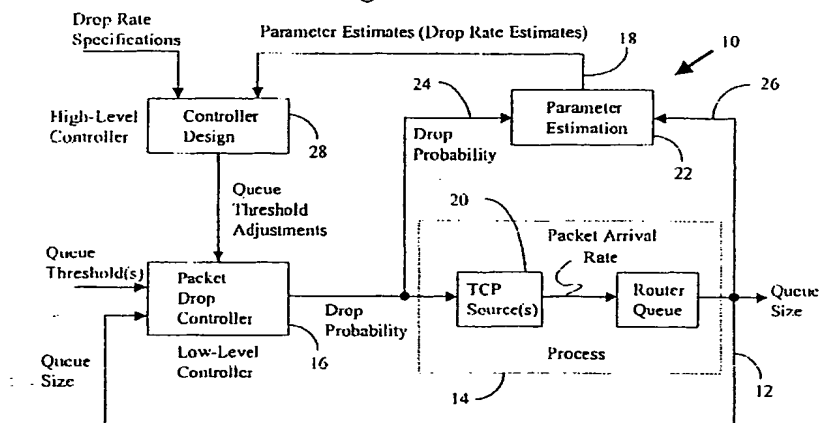 Drop Rate
Specifications
Parameter Estimates (Drop Rate Estimates)
18
10
24
26
High-Level
Controller
Controller
Design
28
Parameter
Estimation
22
Drop
Probability
Queue
Threshold
Adjustments
20
Packet Arrival
Rate
Queue
Threshold(s)
Packet
Drop
Controller
Drop
Probability
TCP
Source(s)
Router
Queue
Queue
Size
Queue
Size
Low-Level
Controller
16
Process
14
12